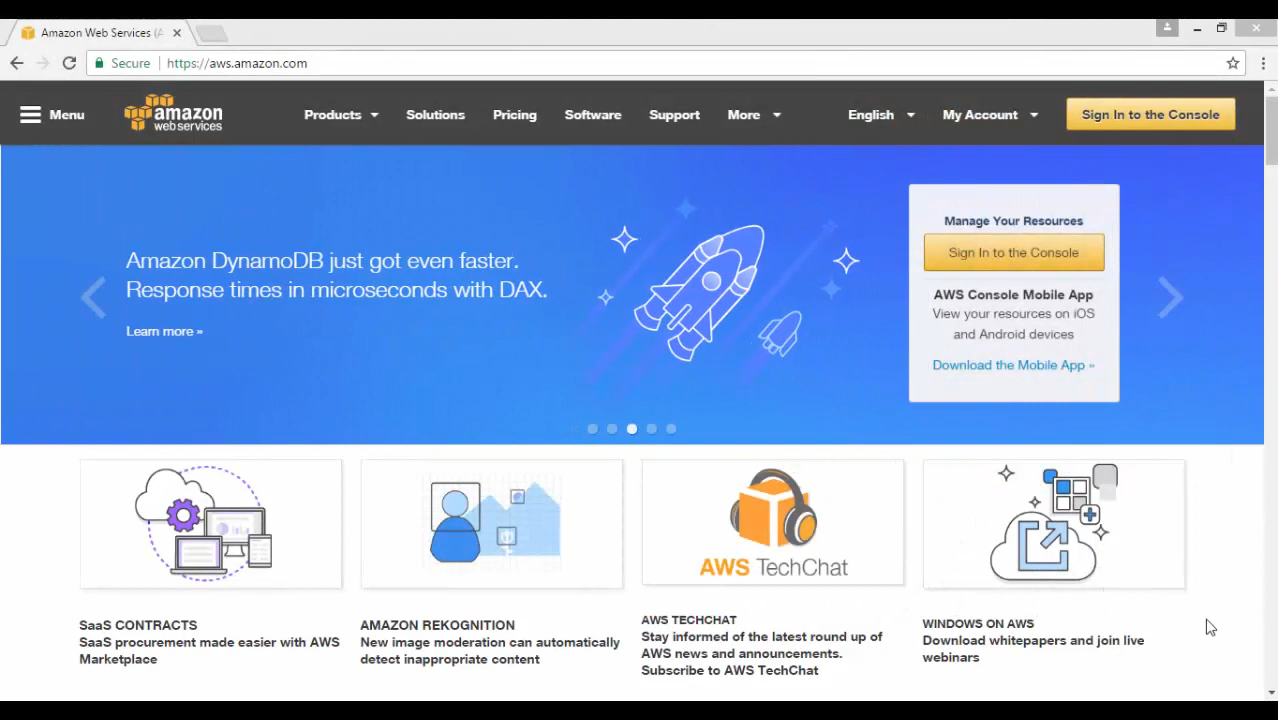 Amazon Web Services (A
Secure
https://aws.amazon.com
Menu
amazon
web services
Products
Solutions
Pricing
Software
Support
More
English
My Account
Sign In to the Console
Amazon DynamoDB just got even faster.
Response times in microseconds with DAX.
Learn more »
Manage Your Resources
Sign In to the Console
AWS Console Mobile App
View your resources on iOS
and Android devices
Download the Mobile App »
AWS TechChat
SaaS CONTRACTS
SaaS procurement made easier with AWS
Marketplace
AMAZON REKOGNITION
New image moderation can automatically
detect inappropriate content
AWS TECHCHAT
Stay informed of the latest round up of
AWS news and announcements.
Subscribe to AWS TechChat
WINDOWS ON AWS
Download whitepapers and join live
webinars